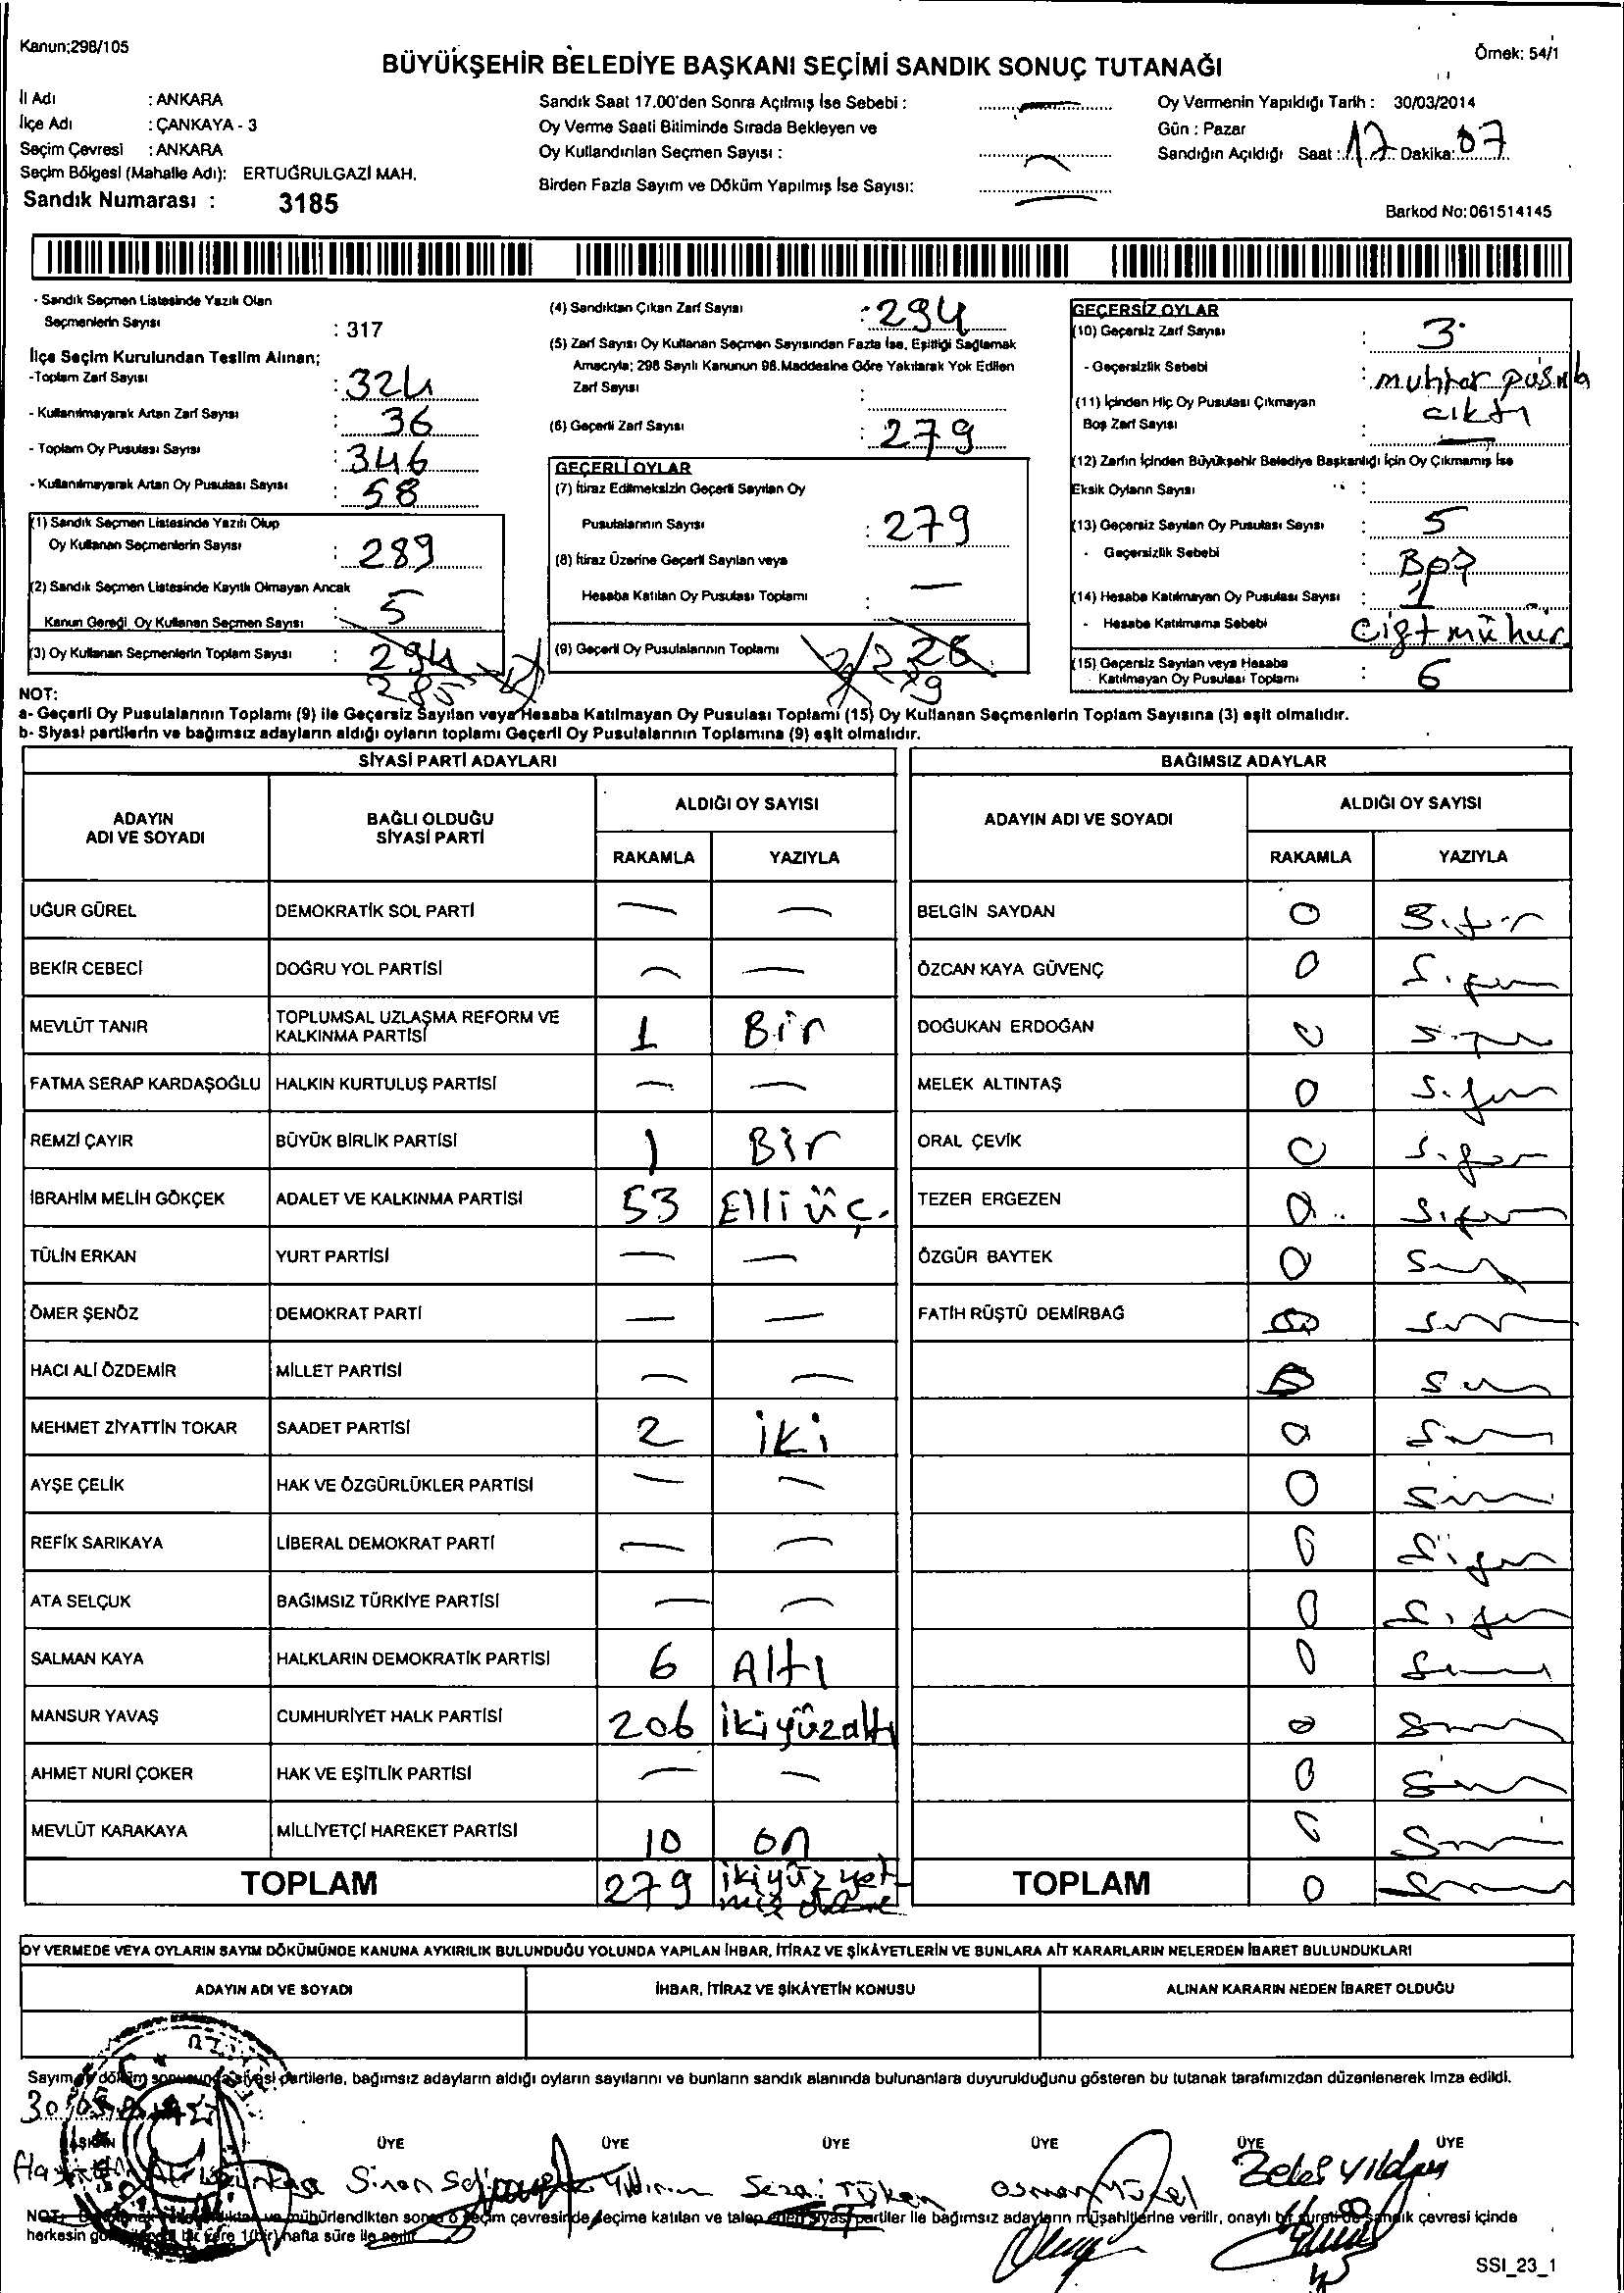 Kanun;298/105
Örnek: 54/1
BÜYÜKŞEHİR BELEDİYE BAŞKANI SEÇİMİ SANDIK SONUÇ TUTANAĞI
İl Adı : ANKARA
İlçe Adı : ÇANKAYA - 3
Seçim Çevresi : ANKARA
Seçim Bölgesi (Mahalle Adı): ERTUĞRULGAZİ MAH.
Sandık Numarası : 3185
Sandık Saat 17.00'den Sonra Açılmış İse Sebebi :
Oy Verme Saati Bitiminde Sırada Bekleyen ve
Oy Kullandırılan Seçmen Sayısı :
Birden Fazla Sayım ve Döküm Yapılmış İse Sayısı:
Oy Vermenin Yapıldığı Tarih : 30/03/2014
Gün : Pazar
Sandığın Açıldığı Saat : 17 Dakika: 07
Barkod No:061514145
- Sandık Seçmen Listesinde Yazılı Olan
Seçmenlerin Sayısı : 317
İlçe Seçim Kurulundan Teslim Alınan;
-Toplam Zarf Sayısı : 324
- Kullanılmayarak Artan Zarf Sayısı : 36
- Toplam Oy Pusulası Sayısı : 346
- Kullanılmayarak Artan Oy Pusulası Sayısı : 58
(1) Sandık Seçmen Listesinde Yazılı Olup
Oy Kullanan Seçmenlerin Sayısı : 289
(2) Sandık Seçmen Listesinde Kayıtlı Olmayan Ancak
Kanun Gereği Oy Kullanan Seçmen Sayısı : 5
(3) Oy Kullanan Seçmenlerin Toplam Sayısı : 294
285
(4) Sandıktan Çıkan Zarf Sayısı : 294
(5) Zarf Sayısı Oy Kullanan Seçmen Sayısından Fazla İse, Eşitliği Sağlamak
Amacıyla; 298 Sayılı Kanunun 98.Maddesine Göre Yakılarak Yok Edilen
Zarf Sayısı :
(6) Geçerli Zarf Sayısı : 279
GEÇERLİ OYLAR
(7) İtiraz Edilmeksizin Geçerli Sayılan Oy
Pusulalarının Sayısı : 279
(8) İtiraz Üzerine Geçerli Sayılan veya
Hesaba Katılan Oy Pusulası Toplamı : —
(9) Geçerli Oy Pusulalarının Toplamı
GEÇERSİZ OYLAR
(10) Geçersiz Zarf Sayısı : 3
- Geçersizlik Sebebi : muhtar pusula
çıktı
(11) İçinden Hiç Oy Pusulası Çıkmayan
Boş Zarf Sayısı : —
(12) Zarfın İçinden Büyükşehir Belediye Başkanlığı İçin Oy Çıkmamış İse
Eksik Oyların Sayısı :
(13) Geçersiz Sayılan Oy Pusulası Sayısı : 5
- Geçersizlik Sebebi : Boş
(14) Hesaba Katılmayan Oy Pusulası Sayısı : 1
- Hesaba Katılmama Sebebi Çift mühür
(15) Geçersiz Sayılan veya Hesaba
Katılmayan Oy Pusulası Toplamı : 6
NOT:
a- Geçerli Oy Pusulalarının Toplamı (9) ile Geçersiz Sayılan veya Hesaba Katılmayan Oy Pusulası Toplamı (15) Oy Kullanan Seçmenlerin Toplam Sayısına (3) eşit olmalıdır.
b- Siyasi partilerin ve bağımsız adayların aldığı oyların toplamı Geçerli Oy Pusulalarının Toplamına (9) eşit olmalıdır.
SİYASİ PARTİ ADAYLARI
ADAYIN ADI VE SOYADI BAĞLI OLDUĞU SİYASİ PARTİ ALDIĞI OY SAYISI
RAKAMLA YAZIYLA
UĞUR GÜREL DEMOKRATİK SOL PARTİ — —
BEKİR CEBECİ DOĞRU YOL PARTİSİ — —
MEVLÜT TANIR TOPLUMSAL UZLAŞMA REFORM VE KALKINMA PARTİSİ 1 Bir
FATMA SERAP KARDAŞOĞLU HALKIN KURTULUŞ PARTİSİ — —
REMZİ ÇAYIR BÜYÜK BİRLİK PARTİSİ 1 Bir
İBRAHİM MELİH GÖKÇEK ADALET VE KALKINMA PARTİSİ 53 Elli üç.
TÜLİN ERKAN YURT PARTİSİ — —
ÖMER ŞENÖZ DEMOKRAT PARTİ — —
HACI ALİ ÖZDEMİR MİLLET PARTİSİ — —
MEHMET ZİYATTİN TOKAR SAADET PARTİSİ 2 iki
AYŞE ÇELİK HAK VE ÖZGÜRLÜKLER PARTİSİ — —
REFİK SARIKAYA LİBERAL DEMOKRAT PARTİ — —
ATA SELÇUK BAĞIMSIZ TÜRKİYE PARTİSİ — —
SALMAN KAYA HALKLARIN DEMOKRATİK PARTİSİ 6 Altı
MANSUR YAVAŞ CUMHURİYET HALK PARTİSİ 206 ikiyüzaltı
AHMET NURİ ÇOKER HAK VE EŞİTLİK PARTİSİ — —
MEVLÜT KARAKAYA MİLLİYETÇİ HAREKET PARTİSİ 10 on
TOPLAM 279 ikiyüz yet-
BAĞIMSIZ ADAYLAR
ADAYIN ADI VE SOYADI ALDIĞI OY SAYISI
RAKAMLA YAZIYLA
BELGİN SAYDAN 0 Sıfır
ÖZCAN KAYA GÜVENÇ 0 Sıfır
DOĞUKAN ERDOĞAN 0 Sıfır
MELEK ALTINTAŞ 0 Sıfır
ORAL ÇEVİK 0 Sıfır
TEZER ERGEZEN 0 Sıfır
ÖZGÜR BAYTEK 0
FATİH RÜŞTÜ DEMİRBAĞ
0
0
0 Sıfır
0 Sıfır
0
0
0
0
TOPLAM 0
OY VERMEDE VEYA OYLARIN SAYIM DÖKÜMÜNDE KANUNA AYKIRILIK BULUNDUĞU YOLUNDA YAPILAN İHBAR, İTİRAZ VE ŞİKÂYETLERİN VE BUNLARA AİT KARARLARIN NELERDEN İBARET BULUNDUKLARI
ADAYIN ADI VE SOYADI İHBAR, İTİRAZ VE ŞİKÂYETİN KONUSU ALINAN KARARIN NEDEN İBARET OLDUĞU
Sayım döküm sonucunda siyasi partilerle, bağımsız adayların aldığı oyların sayılarını ve bunların sandık alanında bulunanlara duyurulduğunu gösteren bu tutanak tarafımızdan düzenlenerek imza edildi.
BAŞKAN ÜYE ÜYE ÜYE ÜYE ÜYE ÜYE
Sinan Yıldırım Sezai Türken Osman Yücel Yıldan
NOT: mühürlendikten sonra o seçim çevresinde seçime katılan ve talep eden siyasi partiler ile bağımsız adayların müşahitlerine verilir, onaylı bir sureti de sandık çevresi içinde
herkesin bir yere 1(bir) hafta süre ile asılır.
SSI_23_1